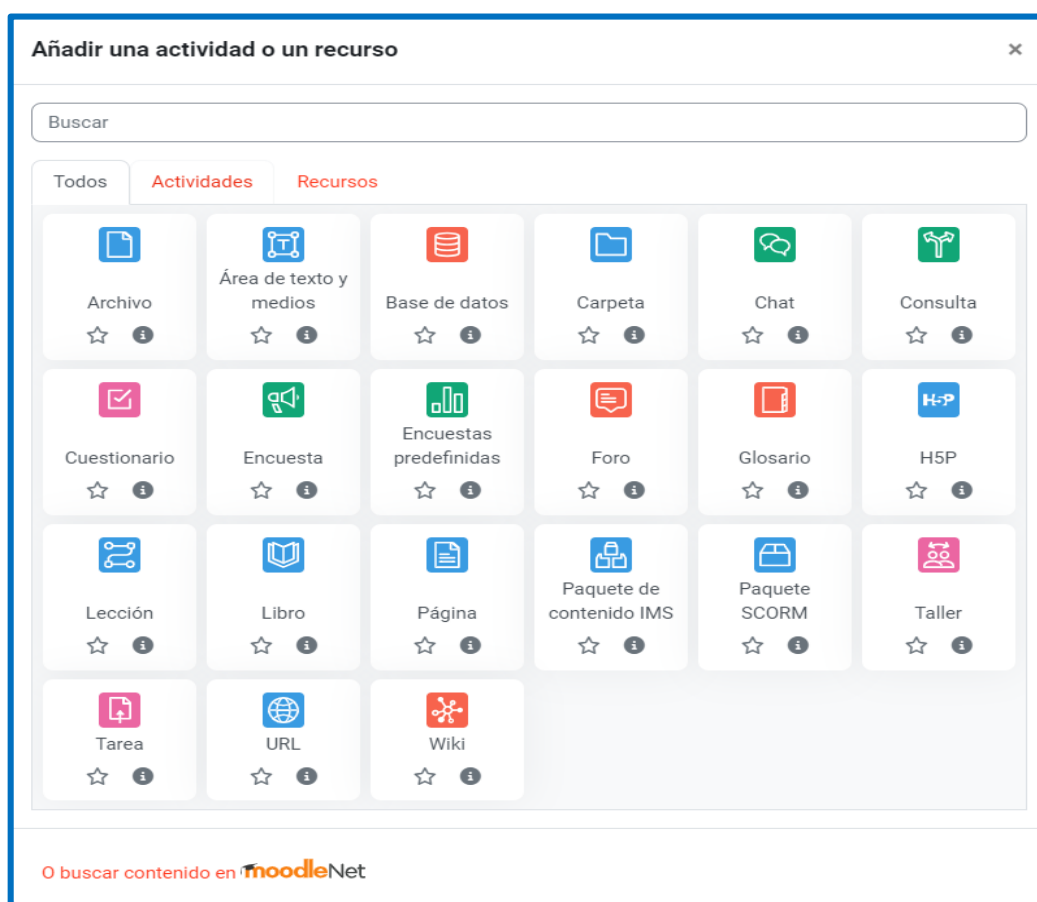 Añadir una actividad o un recurso ×
Buscar
Todos Actividades Recursos
Archivo
Área de texto y
medios
Base de datos
Carpeta
Chat
Consulta
Cuestionario
Encuesta
Encuestas
predefinidas
Foro
Glosario
H5P
H5P
Lección
Libro
Página
Paquete de
contenido IMS
Paquete
SCORM
Taller
Tarea
URL
Wiki
O buscar contenido en moodleNet